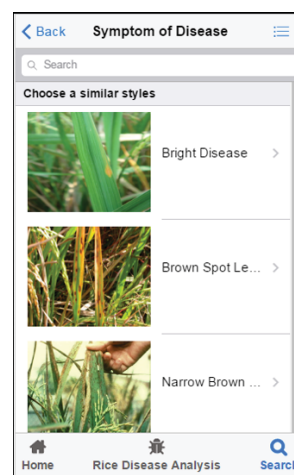 Back Symptom of Disease
Search
Choose a similar styles
Bright Disease
Brown Spot Le...
Narrow Brown ...
Home Rice Disease Analysis Search